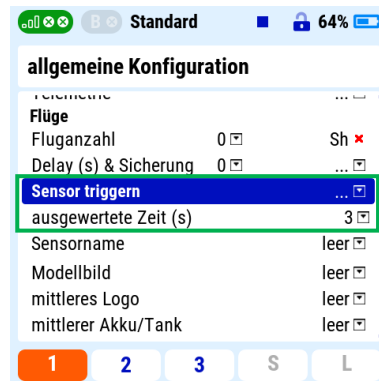 B Standard 64%
allgemeine Konfiguration
Telemetrie ...
Flüge
Fluganzahl 0 Sh
Delay (s) & Sicherung 0 ...
Sensor triggern ...
ausgewertete Zeit (s) 3
Sensorname leer
Modellbild leer
mittleres Logo leer
mittlerer Akku/Tank leer
1 2 3 S L